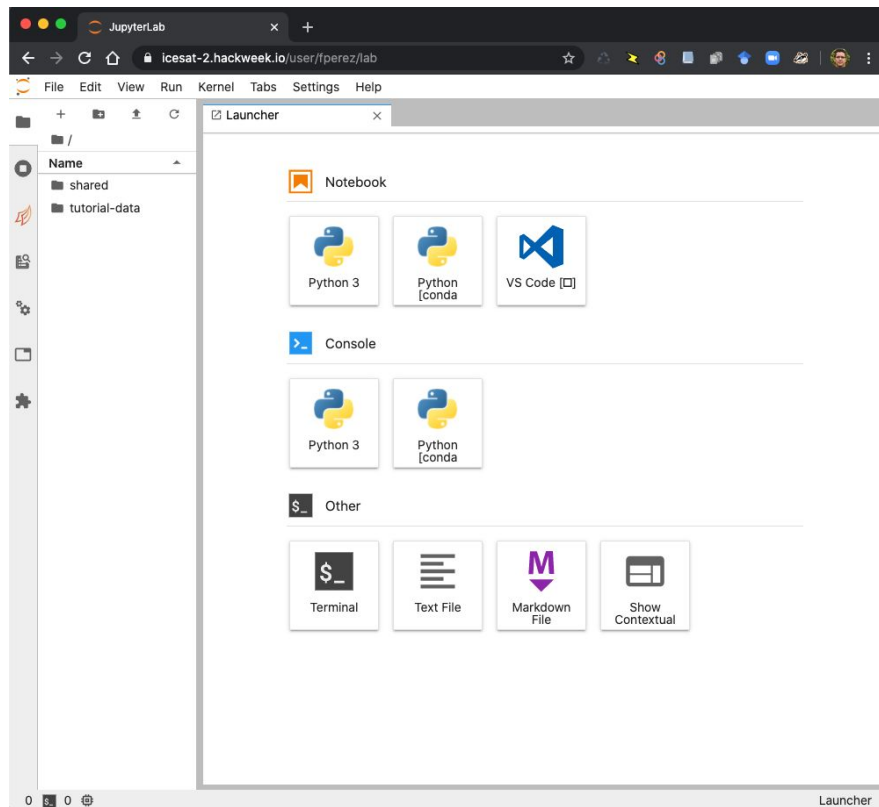 JupyterLab
icesat-2.hackweek.io/user/fperez/lab
File Edit View Run Kernel Tabs Settings Help
Launcher
/
Name
shared
tutorial-data
Notebook
Python 3
Python
[conda
VS Code [口]
>_ Console
Python 3
Python
[conda
$_ Other
$_
Terminal
Text File
M
Markdown
File
Show
Contextual
0 $_ 0
Launcher